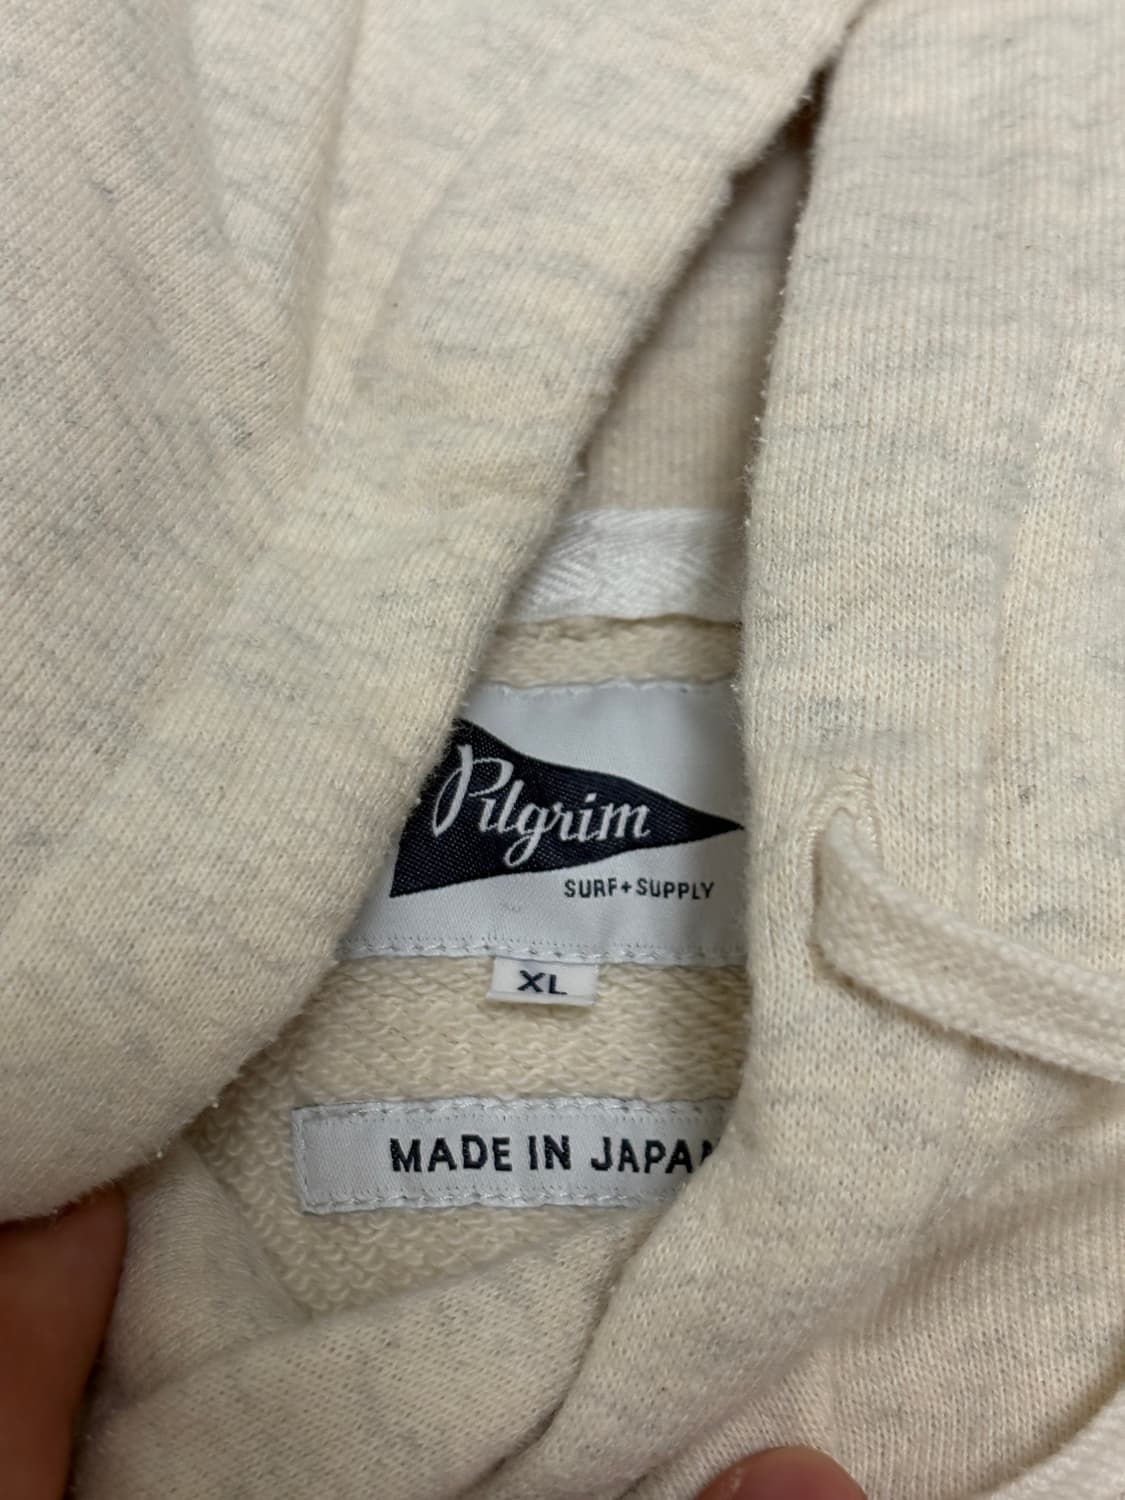 Pilgrim
SURF+SUPPLY
XL
MADE IN JAPAN